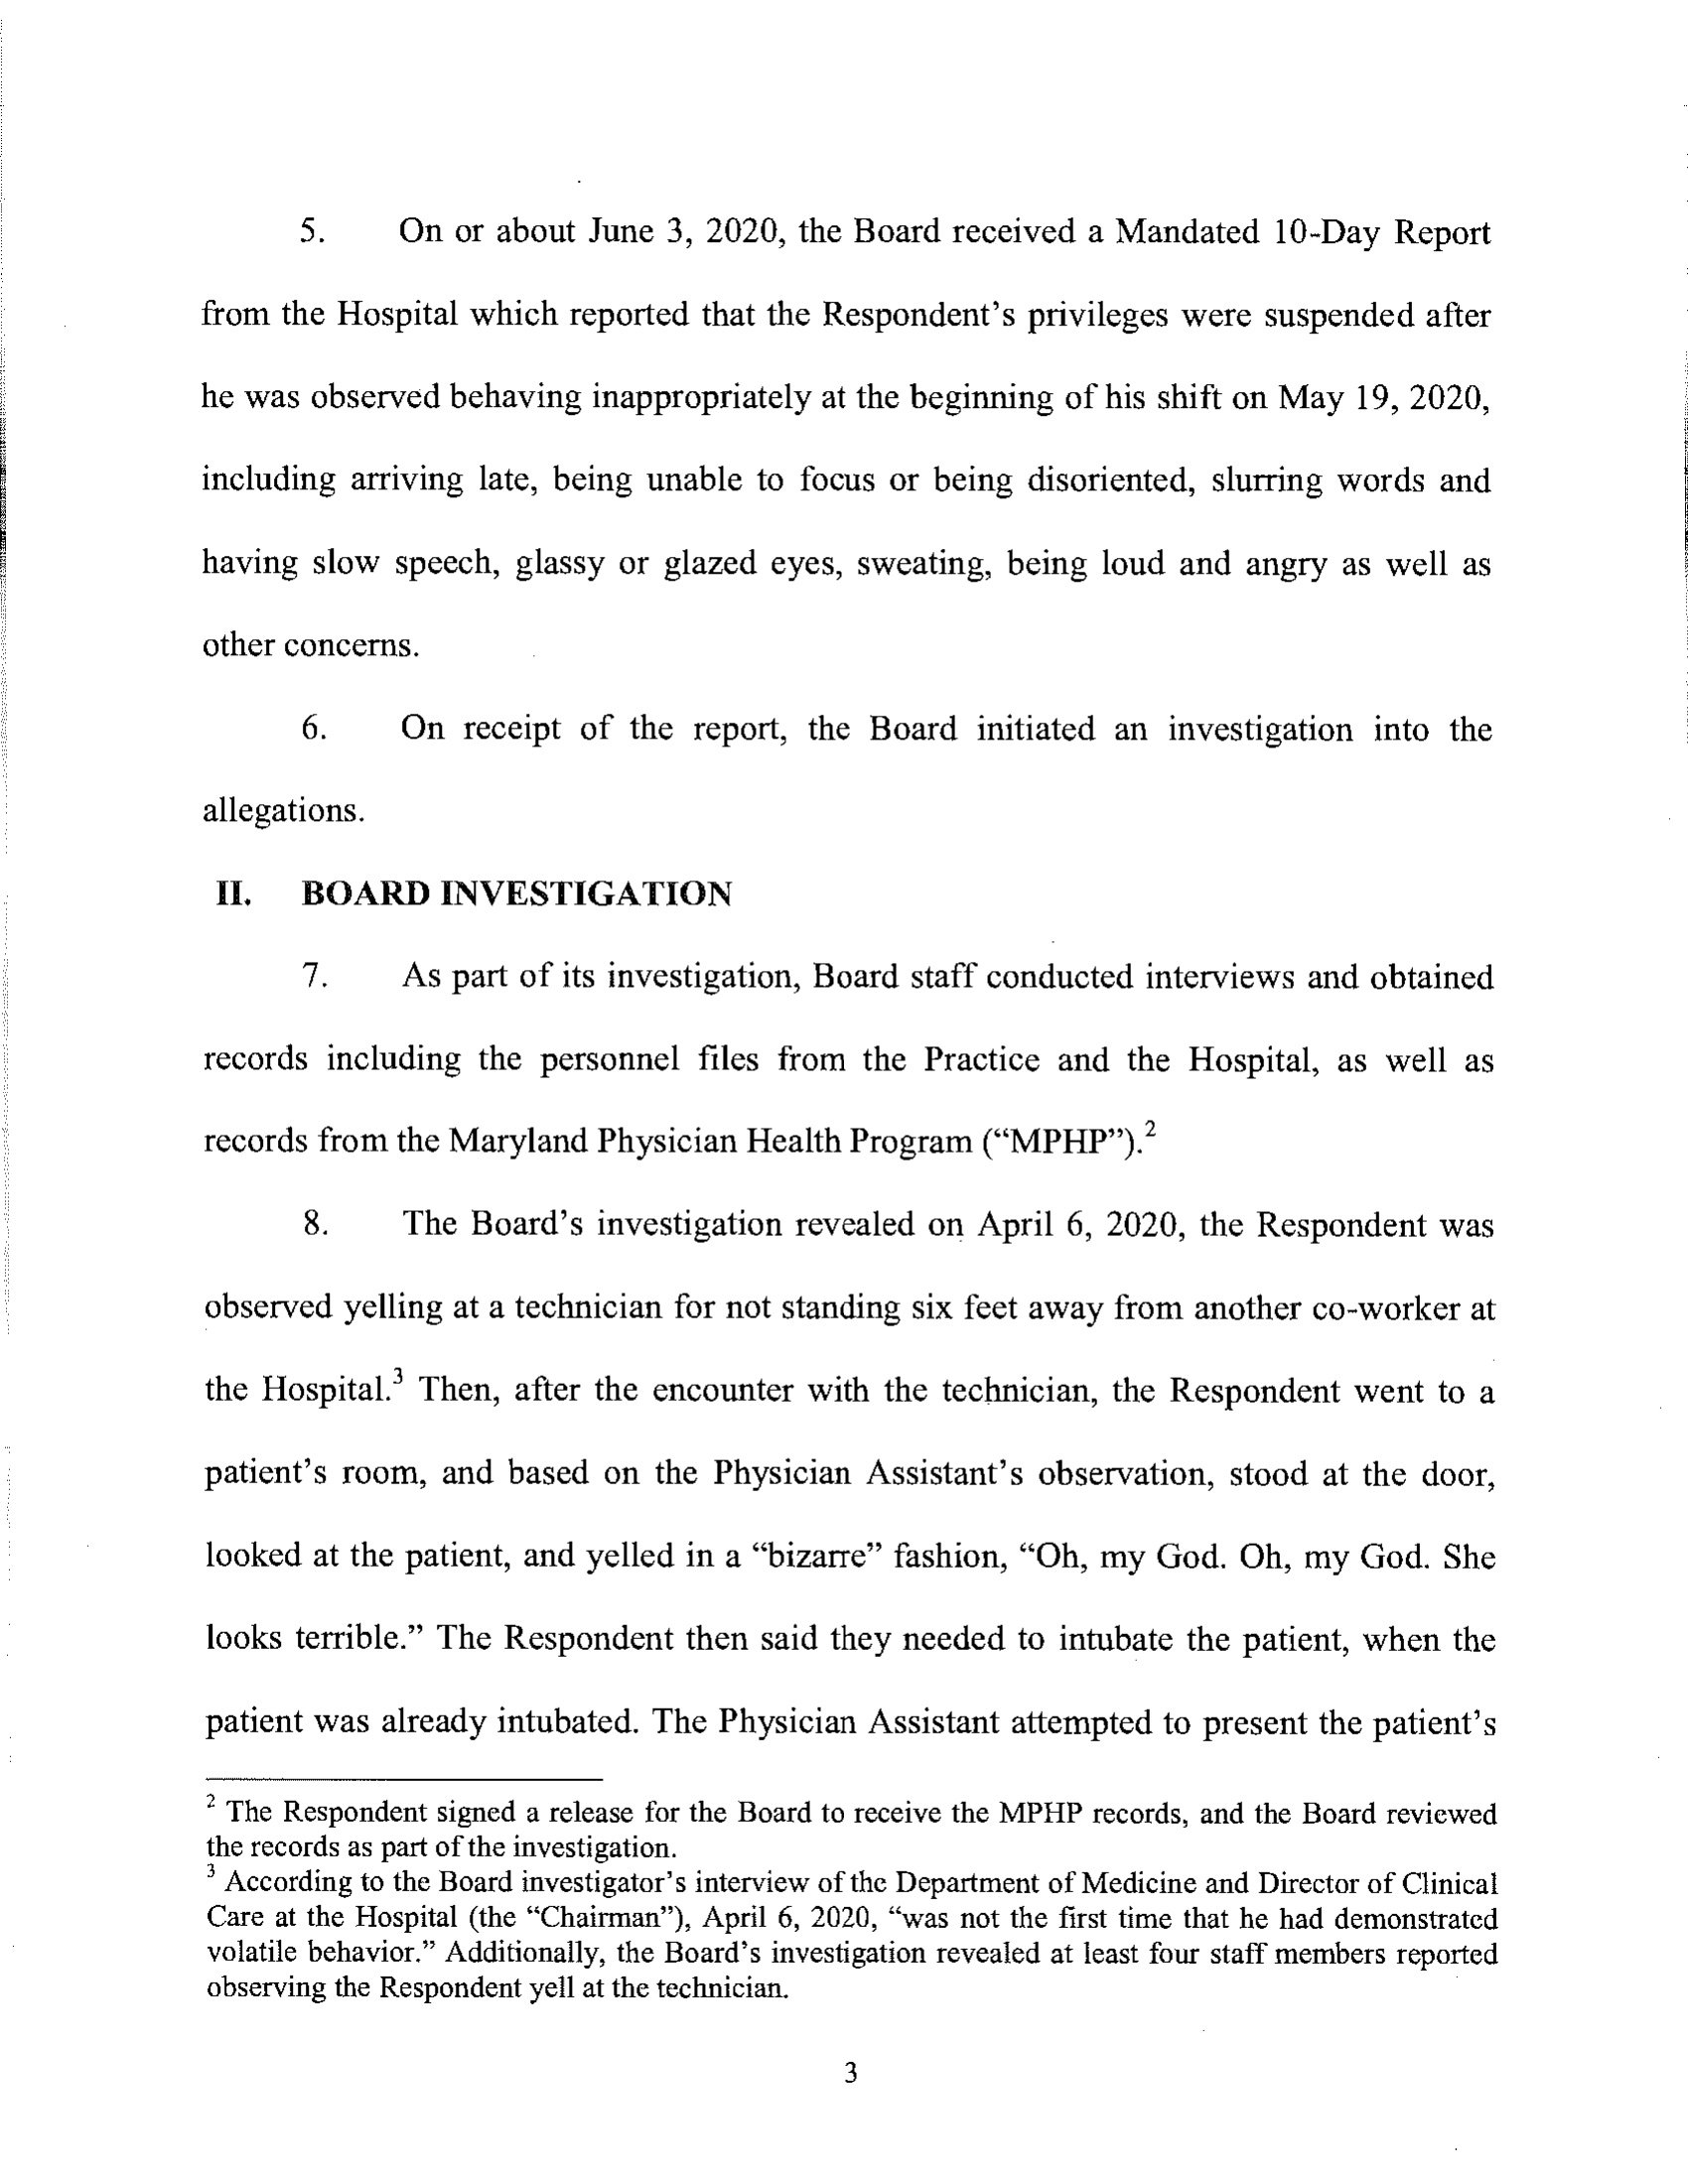 5. On or about June 3, 2020, the Board received a Mandated 10-Day Report
from the Hospital which reported that the Respondent's privileges were suspended after
he was observed behaving inappropriately at the beginning of his shift on May 19, 2020,
including arriving late, being unable to focus or being disoriented, slurring words and
having slow speech, glassy or glazed eyes, sweating, being loud and angry as well as
other concerns.
6. On receipt of the report, the Board initiated an investigation into the
allegations.
II. BOARD INVESTIGATION
7. As part of its investigation, Board staff conducted interviews and obtained
records including the personnel files from the Practice and the Hospital, as well as
records from the Maryland Physician Health Program (“MPHP”).2
8. The Board's investigation revealed on April 6, 2020, the Respondent was
observed yelling at a technician for not standing six feet away from another co-worker at
the Hospital.3 Then, after the encounter with the technician, the Respondent went to a
patient's room, and based on the Physician Assistant's observation, stood at the door,
looked at the patient, and yelled in a “bizarre” fashion, “Oh, my God. Oh, my God. She
looks terrible.” The Respondent then said they needed to intubate the patient, when the
patient was already intubated. The Physician Assistant attempted to present the patient's
2 The Respondent signed a release for the Board to receive the MPHP records, and the Board reviewed
the records as part of the investigation.
3 According to the Board investigator's interview of the Department of Medicine and Director of Clinical
Care at the Hospital (the “Chairman”), April 6, 2020, “was not the first time that he had demonstrated
volatile behavior.” Additionally, the Board's investigation revealed at least four staff members reported
observing the Respondent yell at the technician.
3